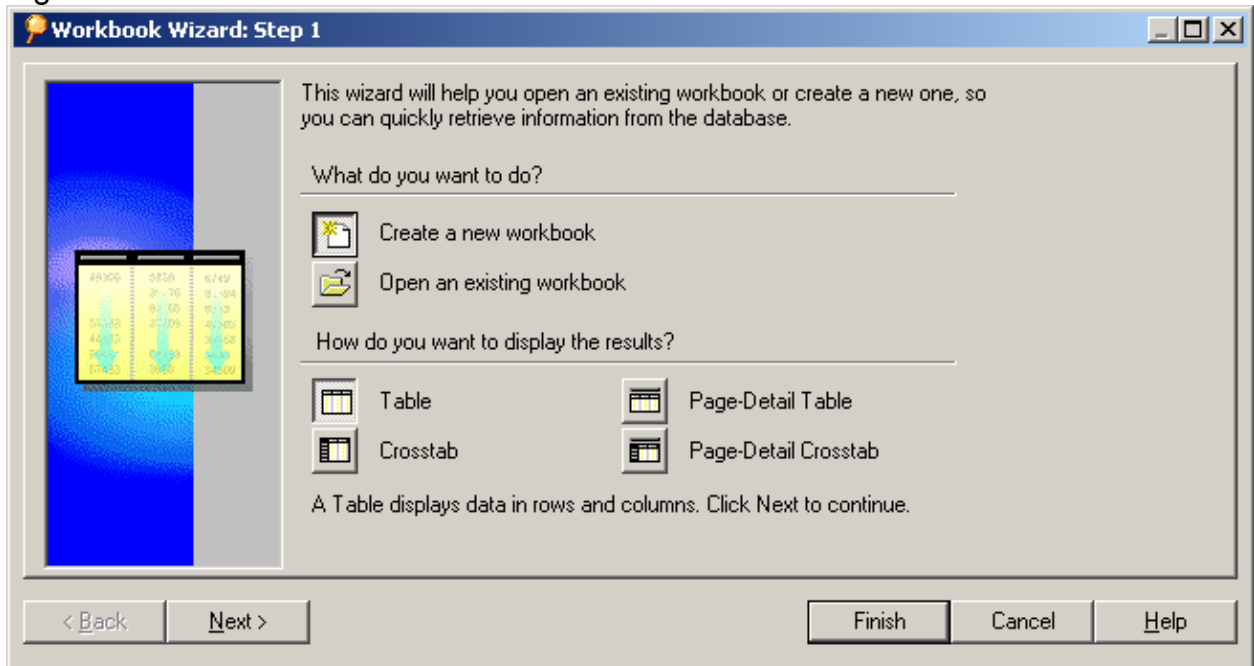 Workbook Wizard: Step 1
This wizard will help you open an existing workbook or create a new one, so
you can quickly retrieve information from the database.
What do you want to do?
Create a new workbook
Open an existing workbook
How do you want to display the results?
Table
Page-Detail Table
Crosstab
Page-Detail Crosstab
A Table displays data in rows and columns. Click Next to continue.
< Back
Next >
Finish
Cancel
Help